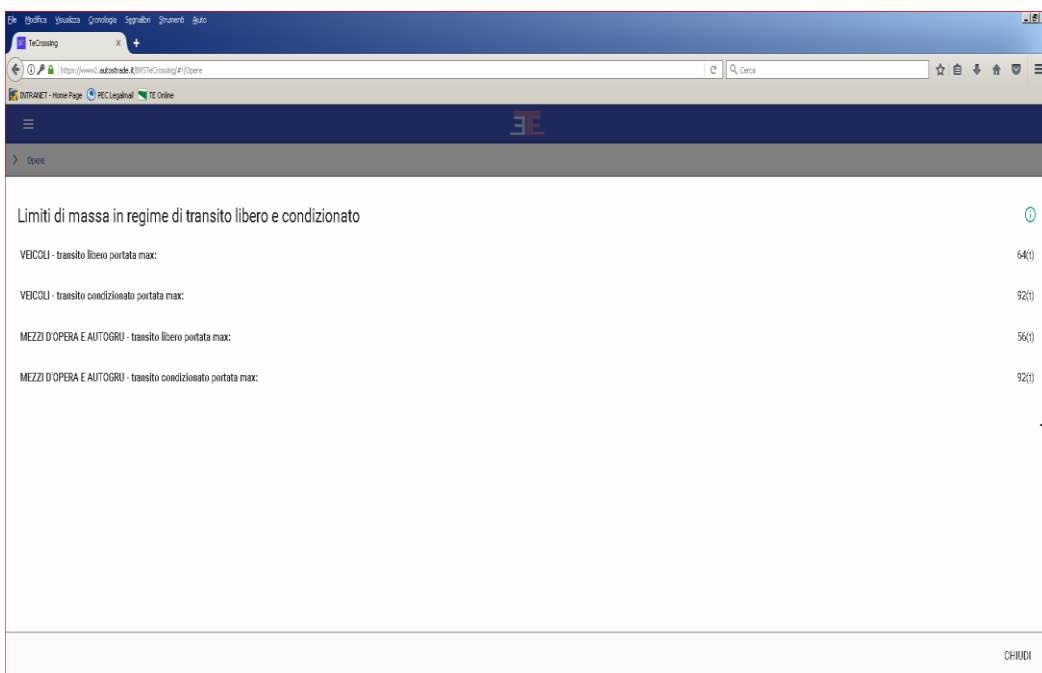 File Modifica Visualizza Cronologia Segnalibri Strumenti Aiuto
TeCrossing
https://www2.autostrade.it/BVSTeCrossing/#!/Opere
Cerca
INTRANET - Home Page PEC Legalmail TE Online
Opere
Limiti di massa in regime di transito libero e condizionato
VEICOLI - transito libero portata max: 64(t)
VEICOLI - transito condizionato portata max: 92(t)
MEZZI D'OPERA E AUTOGRU - transito libero portata max: 56(t)
MEZZI D'OPERA E AUTOGRU - transito condizionato portata max: 92(t)
CHIUDI